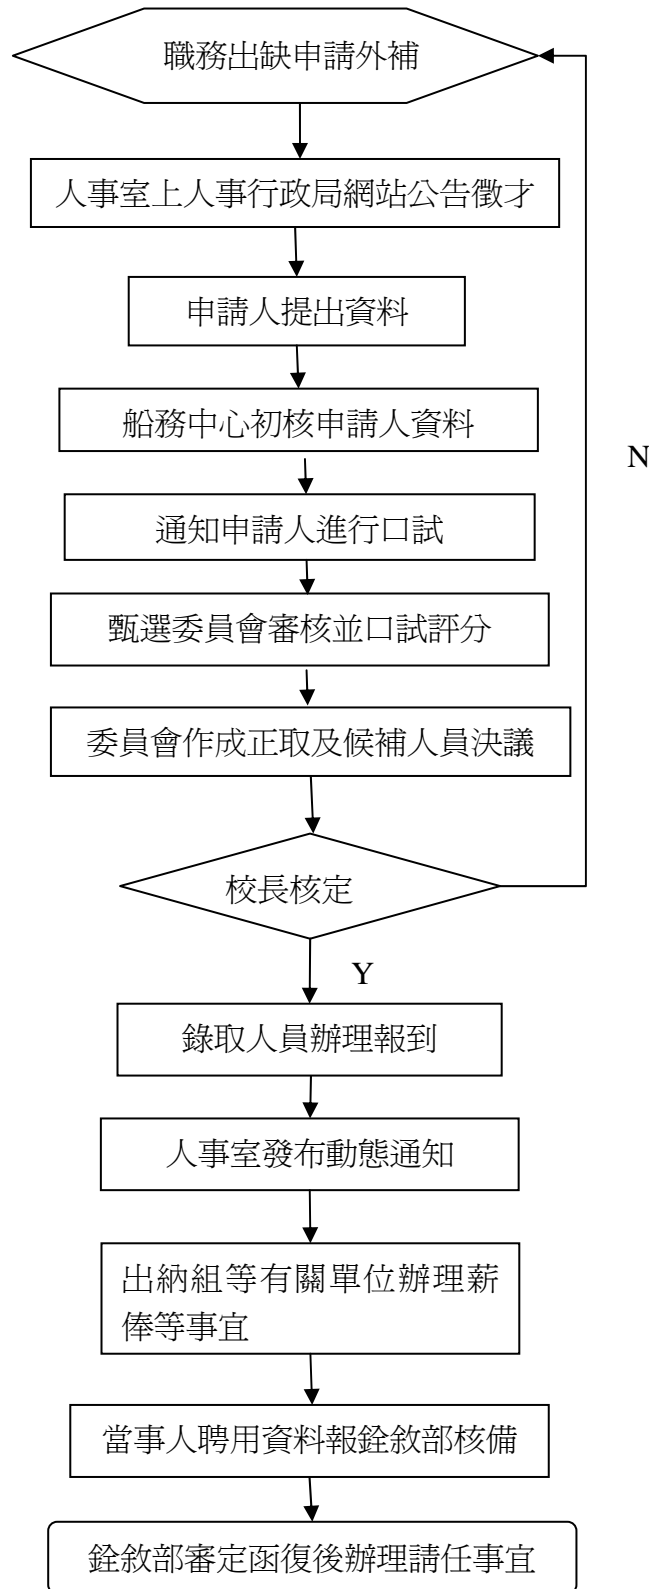 職務出缺申請外補
人事室上人事行政局網站公告徵才
申請人提出資料
船務中心初核申請人資料
N
通知申請人進行口試
甄選委員會審核並口試評分
委員會作成正取及候補人員決議
校長核定
Y
錄取人員辦理報到
人事室發布動態通知
出納組等有關單位辦理薪
俸等事宜
當事人聘用資料報銓敘部核備
銓敘部審定函復後辦理請任事宜